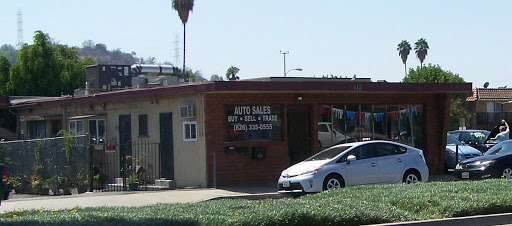 AUTO SALES
BUY • SELL • TRADE
(626) 335-0555